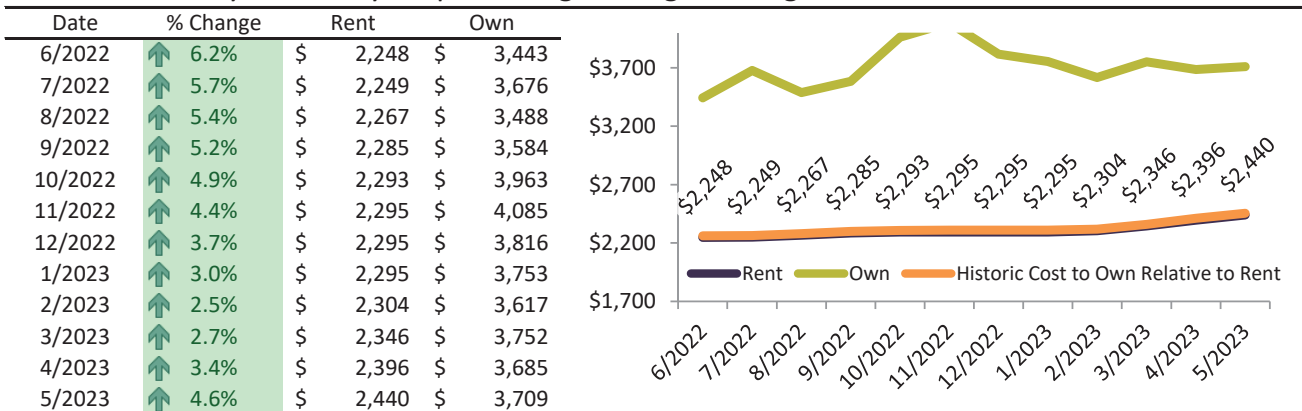 Date % Change Rent Own
6/2022 6.2% $ 2,248 $ 3,443
7/2022 5.7% $ 2,249 $ 3,676
8/2022 5.4% $ 2,267 $ 3,488
9/2022 5.2% $ 2,285 $ 3,584
10/2022 4.9% $ 2,293 $ 3,963
11/2022 4.4% $ 2,295 $ 4,085
12/2022 3.7% $ 2,295 $ 3,816
1/2023 3.0% $ 2,295 $ 3,753
2/2023 2.5% $ 2,304 $ 3,617
3/2023 2.7% $ 2,346 $ 3,752
4/2023 3.4% $ 2,396 $ 3,685
5/2023 4.6% $ 2,440 $ 3,709
$3,700
$3,200
$2,700
$2,200
$1,700
$2,248 $2,249 $2,267 $2,285 $2,293 $2,295 $2,295 $2,295 $2,304 $2,346 $2,396 $2,440
Rent Own Historic Cost to Own Relative to Rent
6/2022 7/2022 8/2022 9/2022 10/2022 11/2022 12/2022 1/2023 2/2023 3/2023 4/2023 5/2023